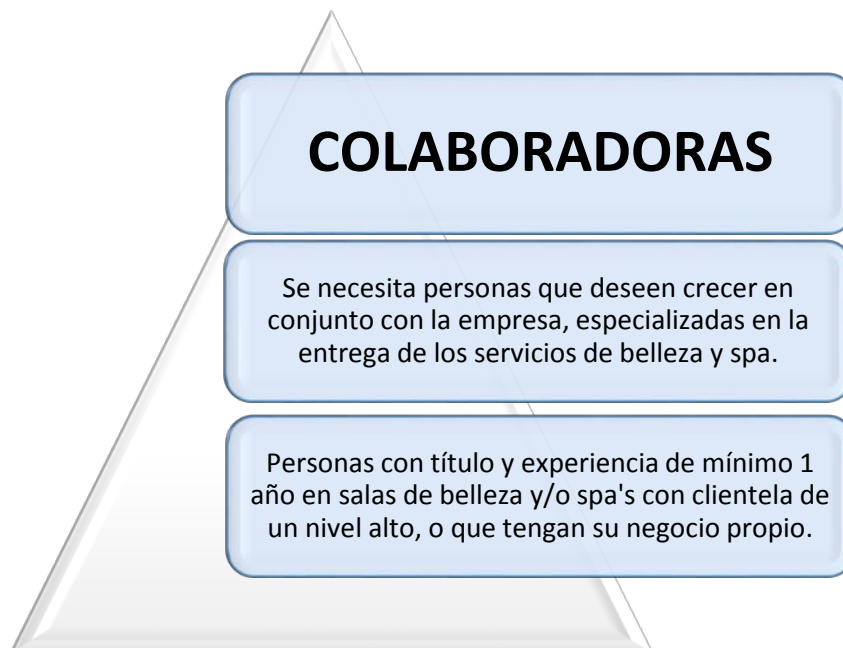 COLABORADORAS
Se necesita personas que deseen crecer en
conjunto con la empresa, especializadas en la
entrega de los servicios de belleza y spa.
Personas con título y experiencia de mínimo 1
año en salas de belleza y/o spa's con clientela de
un nivel alto, o que tengan su negocio propio.